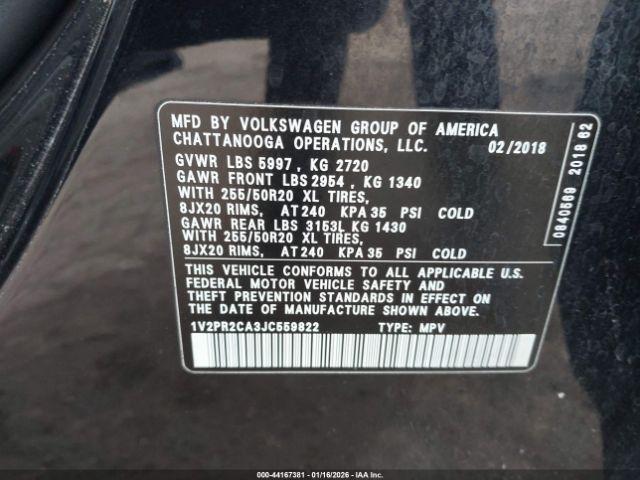 MFD BY VOLKSWAGEN GROUP OF AMERICA
CHATTANOOGA OPERATIONS, LLC. 02/2018
GVWR LBS 5997 , KG 2720
GAWR FRONT LBS 2954 , KG 1340
WITH 255/50R20 XL TIRES,
8JX20 RIMS, AT 240 KPA 35 PSI COLD
GAWR REAR LBS 3153L KG 1430
WITH 255/50R20 XL TIRES,
8JX20 RIMS, AT 240 KPA 35 PSI COLD
THIS VEHICLE CONFORMS TO ALL APPLICABLE U.S.
FEDERAL MOTOR VEHICLE SAFETY AND
THEFT PREVENTION STANDARDS IN EFFECT ON
THE DATE OF MANUFACTURE SHOWN ABOVE.
1V2PR2CA3JC559822 TYPE: MPV
0840569 2018 62
000-44167381 - 01/16/2026 - IAAI.COM